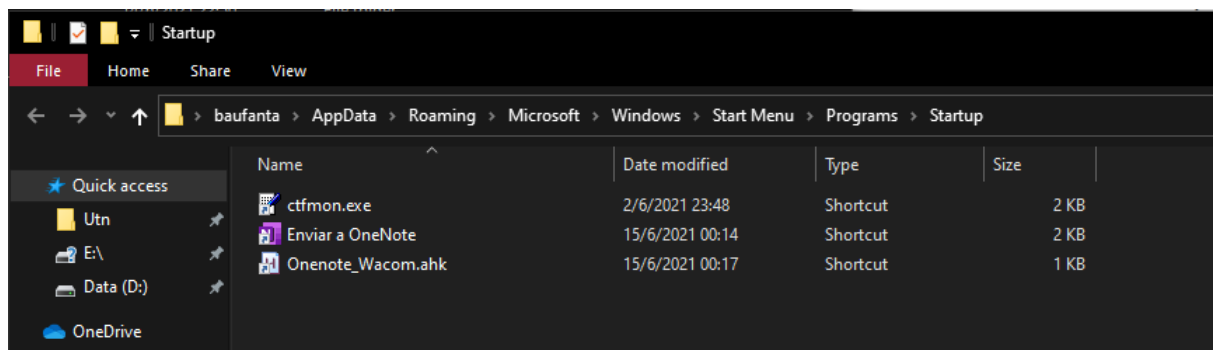 Startup
File Home Share View
baufanta > AppData > Roaming > Microsoft > Windows > Start Menu > Programs > Startup
Name Date modified Type Size
Quick access
Utn
E:\
Data (D:)
OneDrive
ctfmon.exe 2/6/2021 23:48 Shortcut 2 KB
Enviar a OneNote 15/6/2021 00:14 Shortcut 2 KB
Onenote_Wacom.ahk 15/6/2021 00:17 Shortcut 1 KB